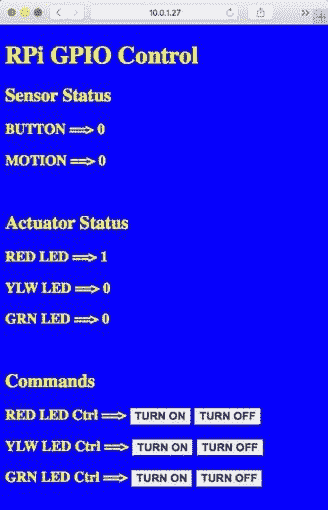 10.0.1.27
RPi GPIO Control
Sensor Status
BUTTON ==> 0
MOTION ==> 0
Actuator Status
RED LED ==> 1
YLW LED ==> 0
GRN LED ==> 0
Commands
RED LED Ctrl ==> TURN ON TURN OFF
YLW LED Ctrl ==> TURN ON TURN OFF
GRN LED Ctrl ==> TURN ON TURN OFF